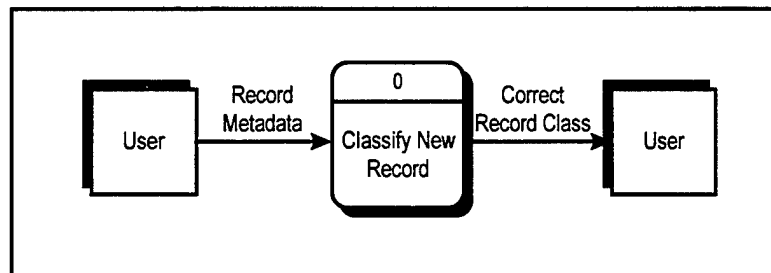 0
User
Record
Metadata
Classify New
Record
Correct
Record Class
User